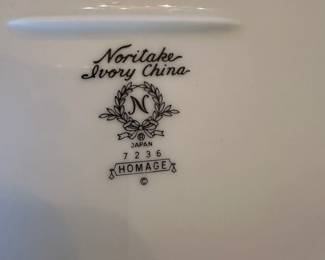 Noritake
Ivory China
N
®
JAPAN
7236
HOMAGE
©